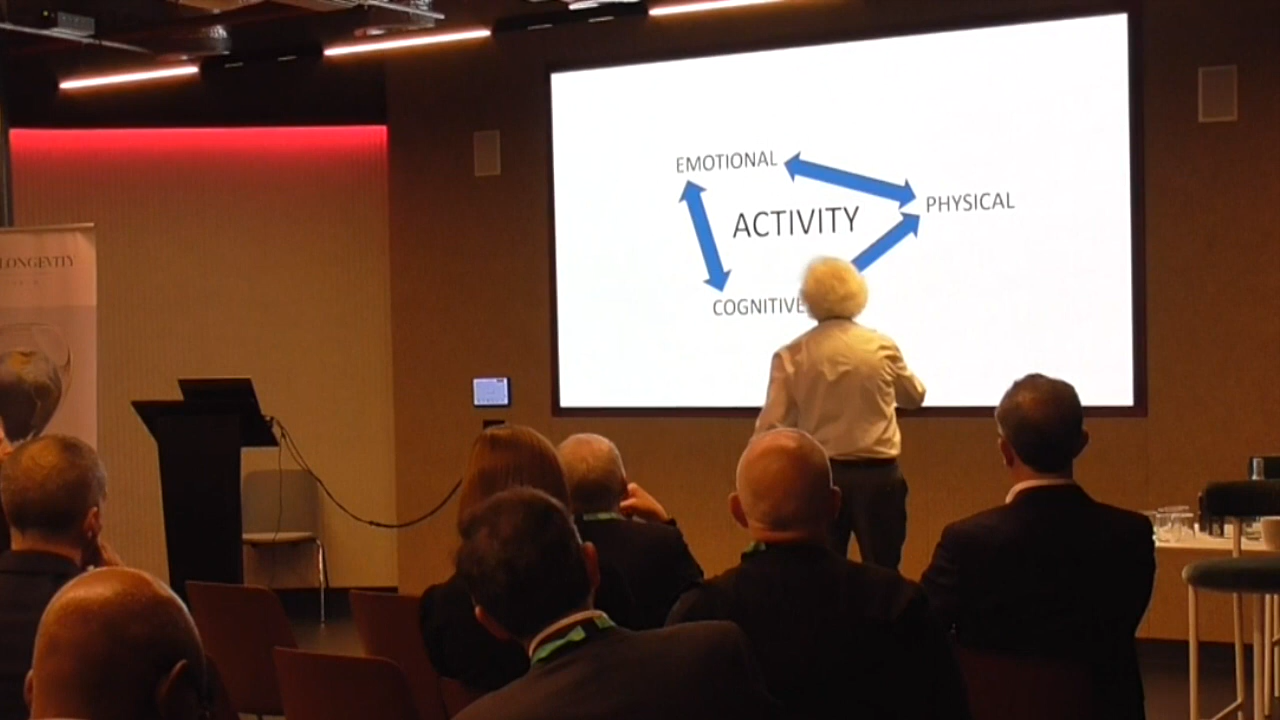 EMOTIONAL
PHYSICAL
ACTIVITY
COGNITIVE
LONGEVITY